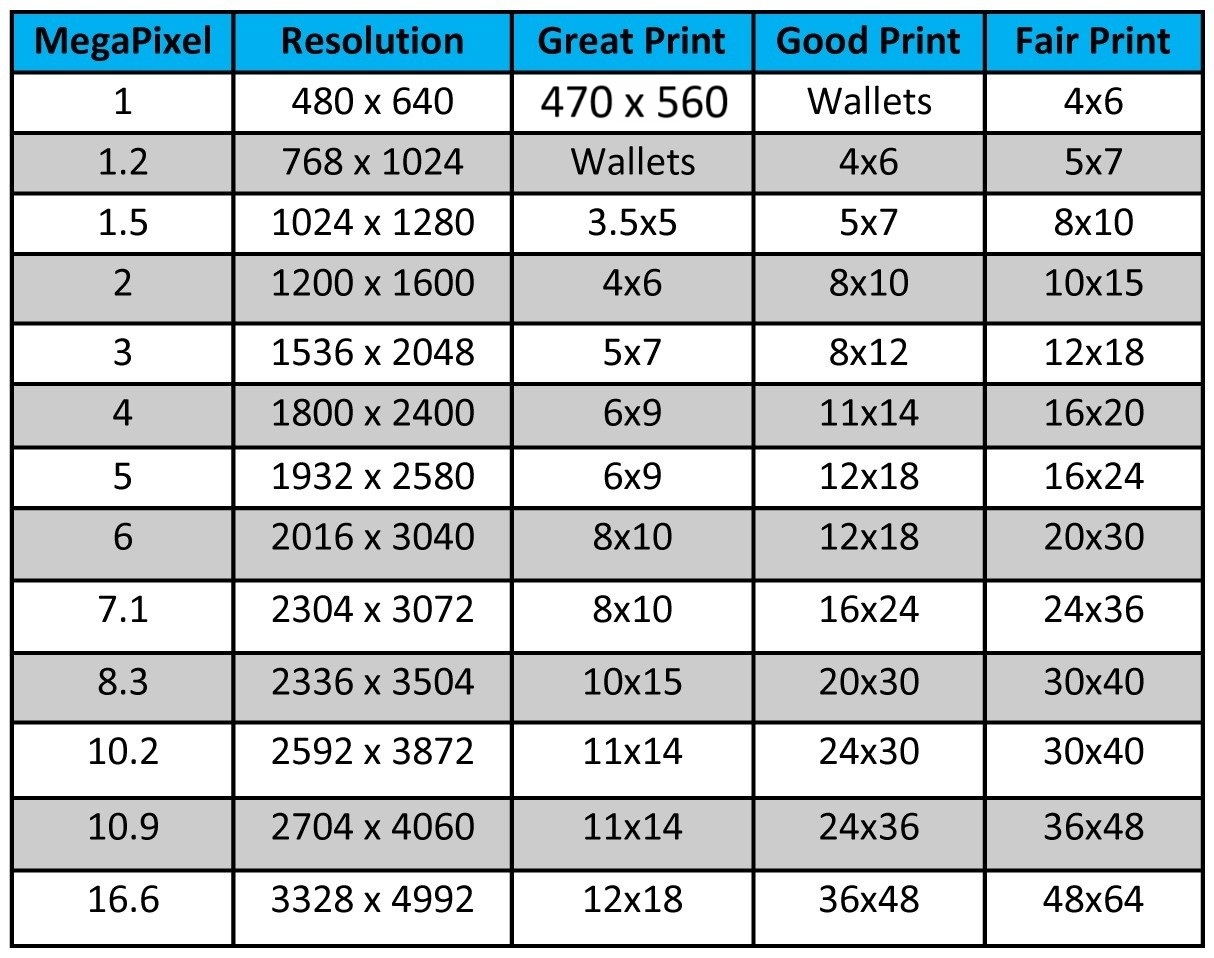 MegaPixel Resolution Great Print Good Print Fair Print
1 480 x 640 470 x 560 Wallets 4x6
1.2 768 x 1024 Wallets 4x6 5x7
1.5 1024 x 1280 3.5x5 5x7 8x10
2 1200 x 1600 4x6 8x10 10x15
3 1536 x 2048 5x7 8x12 12x18
4 1800 x 2400 6x9 11x14 16x20
5 1932 x 2580 6x9 12x18 16x24
6 2016 x 3040 8x10 12x18 20x30
7.1 2304 x 3072 8x10 16x24 24x36
8.3 2336 x 3504 10x15 20x30 30x40
10.2 2592 x 3872 11x14 24x30 30x40
10.9 2704 x 4060 11x14 24x36 36x48
16.6 3328 x 4992 12x18 36x48 48x64